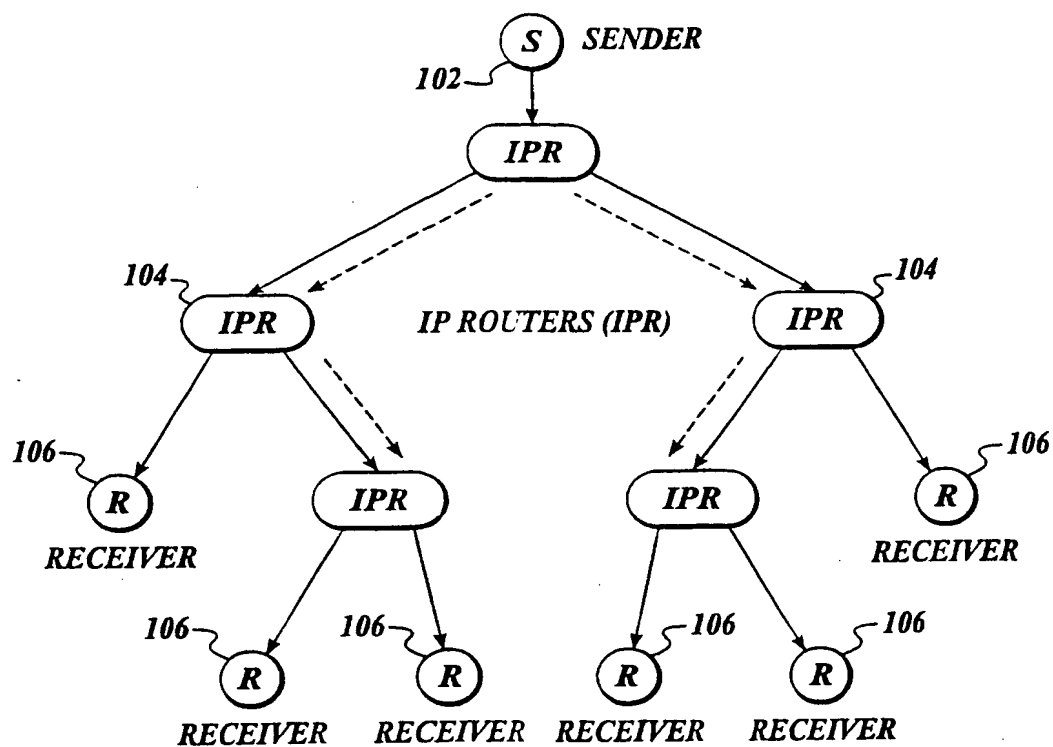 S SENDER
102
IPR
104
104
IPR
IP ROUTERS (IPR)
IPR
106
106
R
IPR
IPR
R
RECEIVER
RECEIVER
106
106
106
106
R
R
R
R
RECEIVER
RECEIVER
RECEIVER
RECEIVER